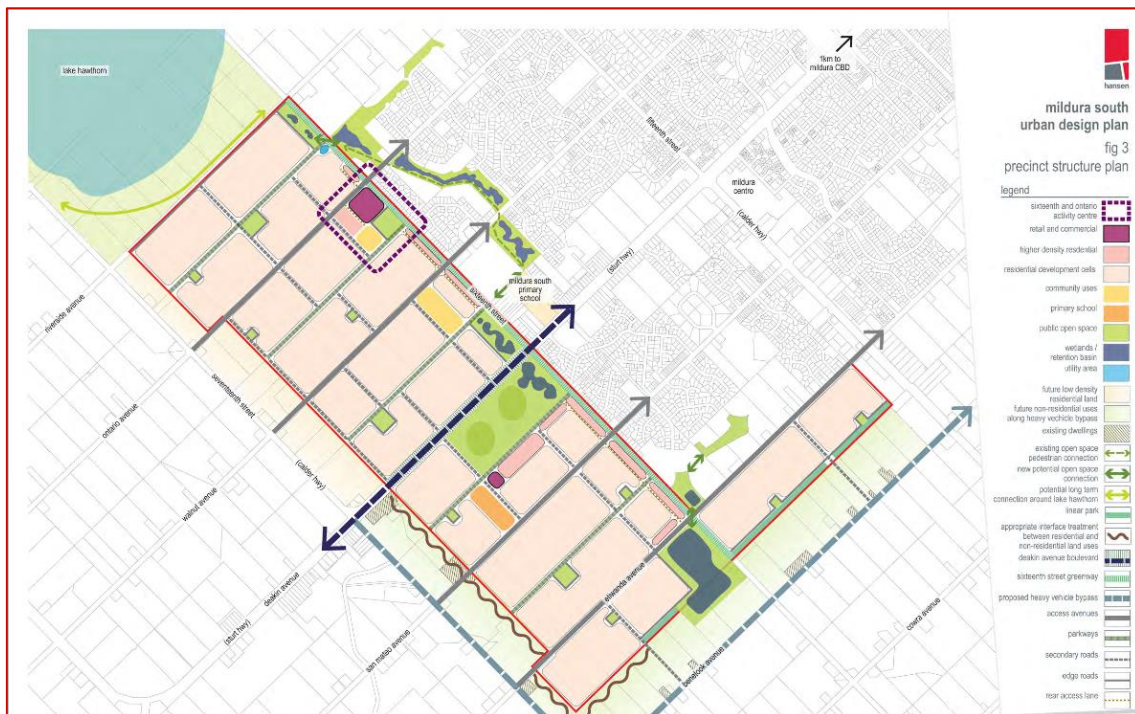 lake hawthorn
1km to
mildura CBD
fifteenth street
mildura
centro
(calder hwy)
(sturt hwy)
mildura south
primary
school
sixteenth street
riverside avenue
seventeenth street
ontario avenue
walnut avenue
(calder hwy)
deakin avenue
(sturt hwy)
san mateo avenue
etiwanda avenue
benetook avenue
cowra avenue
hansen
mildura south
urban design plan
fig 3
precinct structure plan
legend
sixteenth and ontario
activity centre
retail and commercial
higher density residential
residential development cells
community uses
primary school
public open space
wetlands /
retention basin
utility area
future low density
residential land
future non-residential uses
along heavy vechicle bypass
existing dwellings
existing open space
pedestrian connection
new potential open space
connection
potential long term
connection around lake hawthorn
linear park
appropriate interface treatment
between residential and
non-residential land uses
deakin avenue boulevard
sixteenth street greenway
proposed heavy vehicle bypass
access avenues
parkways
secondary roads
edge roads
rear access lane